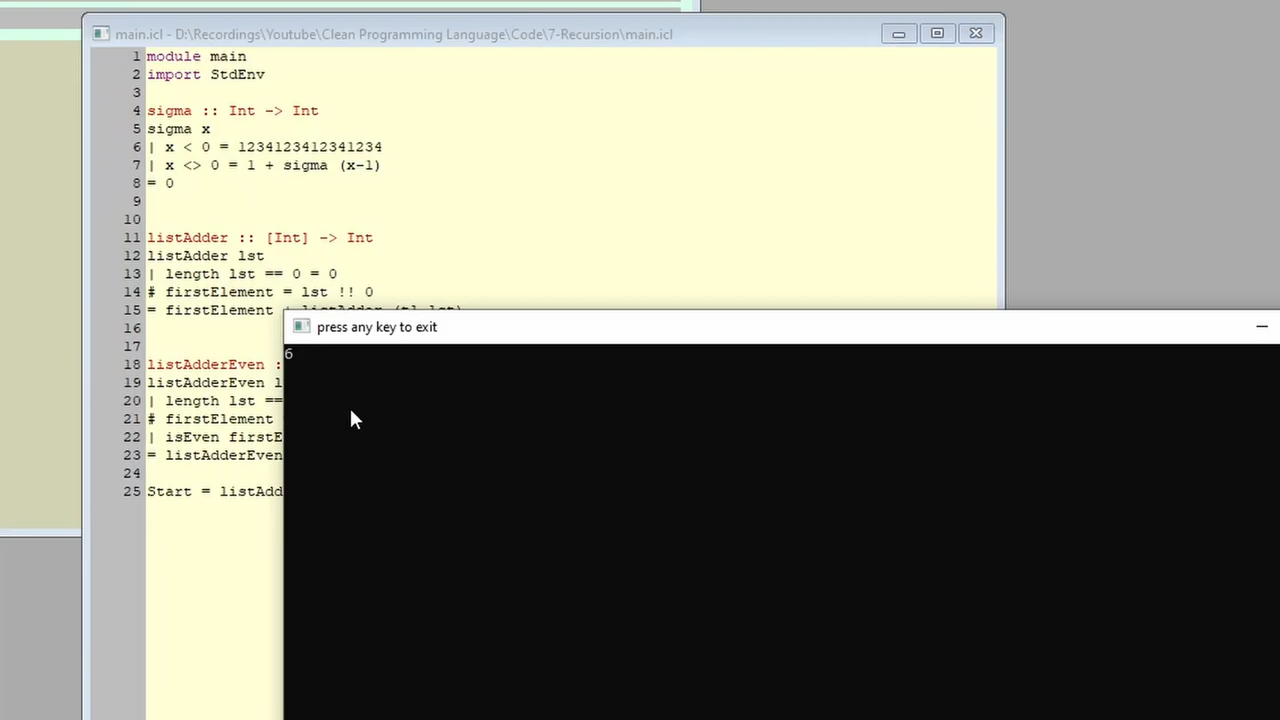 main.icl - D:\Recordings\Youtube\Clean Programming Language\Code\7-Recursion\main.icl
1 module main
2 import StdEnv
3
4 sigma :: Int -> Int
5 sigma x
6 | x < 0 = 1234123412341234
7 | x <> 0 = 1 + sigma (x-1)
8 = 0
9
10
11 listAdder :: [Int] -> Int
12 listAdder lst
13 | length lst == 0 = 0
14 # firstElement = lst !! 0
15 = firstElement + listAdder (tl lst)
16
17
18 listAdderEven :
19 listAdderEven l
20 | length lst ==
21 # firstElement
22 | isEven firstE
23 = listAdderEven
24
25 Start = listAdd
press any key to exit
6